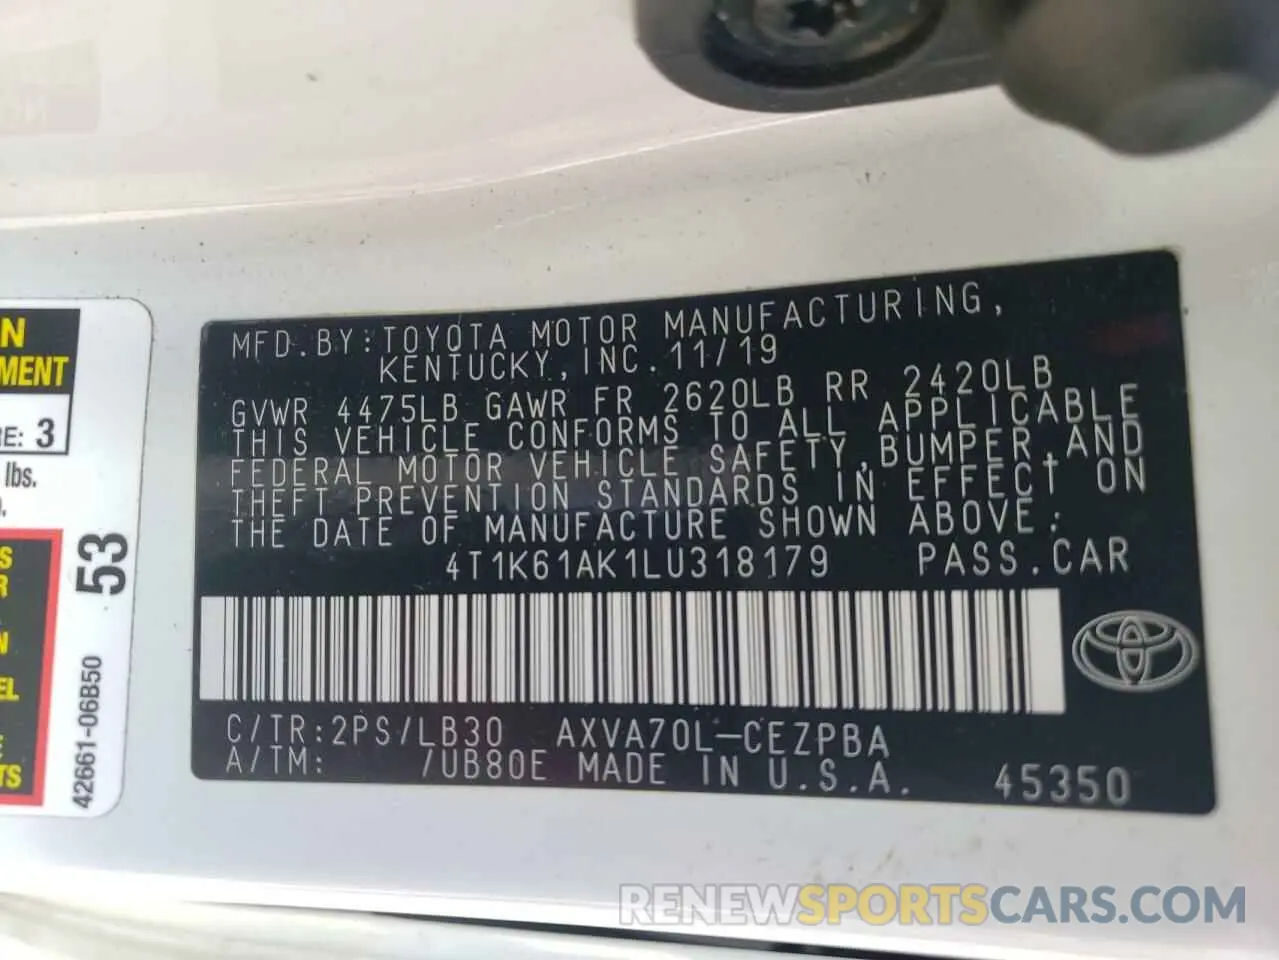 MFD.BY:TOYOTA MOTOR MANUFACTURING,
KENTUCKY,INC.11/19
GVWR 4475LB GAWR FR 2620LB RR 2420LB
THIS VEHICLE CONFORMS TO ALL APPLICABLE
FEDERAL MOTOR VEHICLE SAFETY,BUMPER,AND
THEFT PREVENTION STANDARDS IN EFFECT ON
THE DATE OF MANUFACTURE SHOWN ABOVE.
4T1K61AK1LU318179 PASS.CAR
C/TR:2PS/LB30 AXVA70L-CEZPBA
A/TM: /UB80E MADE IN U.S.A. 45350
3
lbs.
53
42661-06B50
RENEWSPORTSCARS.COM